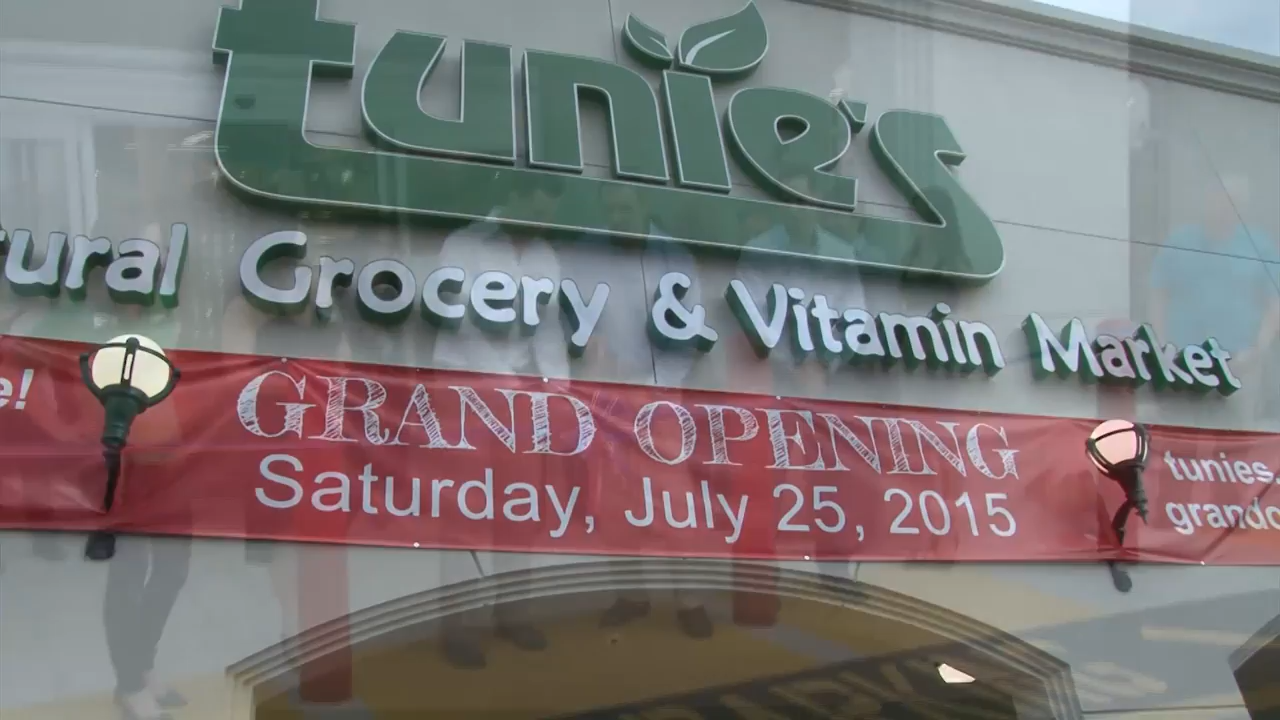 tunie's
ural Grocery & Vitamin Market
e!
GRAND OPENING
Saturday, July 25, 2015
tunies.
grando